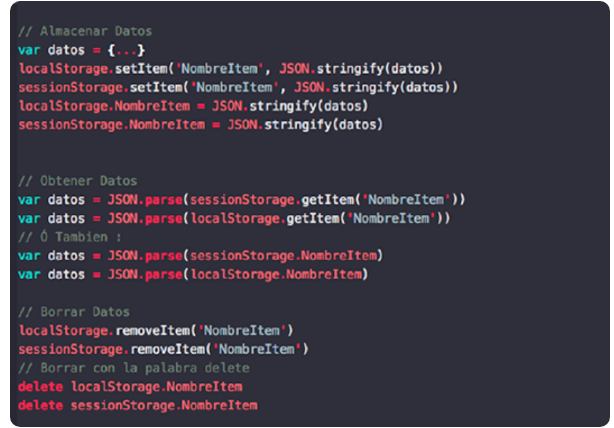 // Almacenar Datos
var datos = {...}
localStorage.setItem('NombreItem', JSON.stringify(datos))
sessionStorage.setItem('NombreItem', JSON.stringify(datos))
localStorage.NombreItem = JSON.stringify(datos)
sessionStorage.NombreItem = JSON.stringify(datos)
// Obtener Datos
var datos = JSON.parse(sessionStorage.getItem('NombreItem'))
var datos = JSON.parse(localStorage.getItem('NombreItem'))
// Ó Tambien :
var datos = JSON.parse(sessionStorage.NombreItem)
var datos = JSON.parse(localStorage.NombreItem)
// Borrar Datos
localStorage.removeItem('NombreItem')
sessionStorage.removeItem('NombreItem')
// Borrar con la palabra delete
delete localStorage.NombreItem
delete sessionStorage.NombreItem